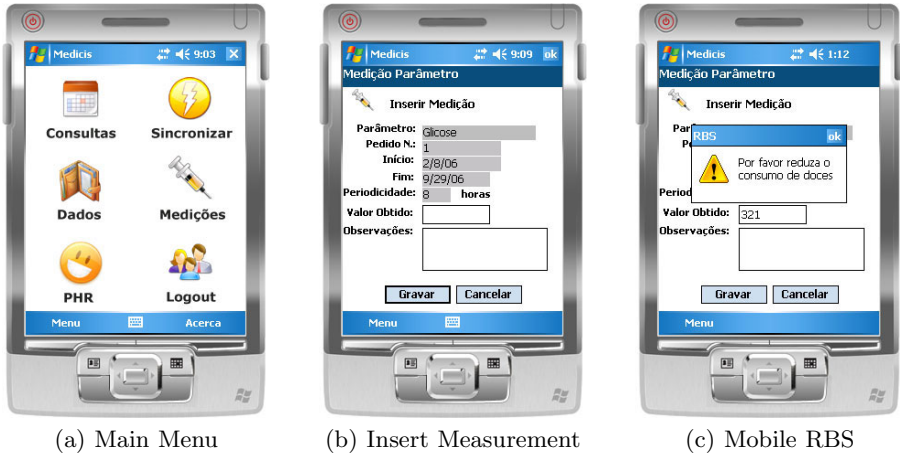 Medicis 9:03
Consultas Sincronizar
Dados Medições
PHR Logout
Menu Acerca
(a) Main Menu
Medicis 9:09 ok
Medição Parâmetro
Inserir Medição
Parâmetro: Glicose
Pedido N.: 1
Início: 2/8/06
Fim: 9/29/06
Periodicidade: 8 horas
Valor Obtido:
Observações:
Gravar Cancelar
Menu
(b) Insert Measurement
Medicis 1:12
Medição Parâmetro
Inserir Medição
RBS ok
Por favor reduza o
consumo de doces
Valor Obtido: 321
Observações:
Gravar Cancelar
Menu
(c) Mobile RBS